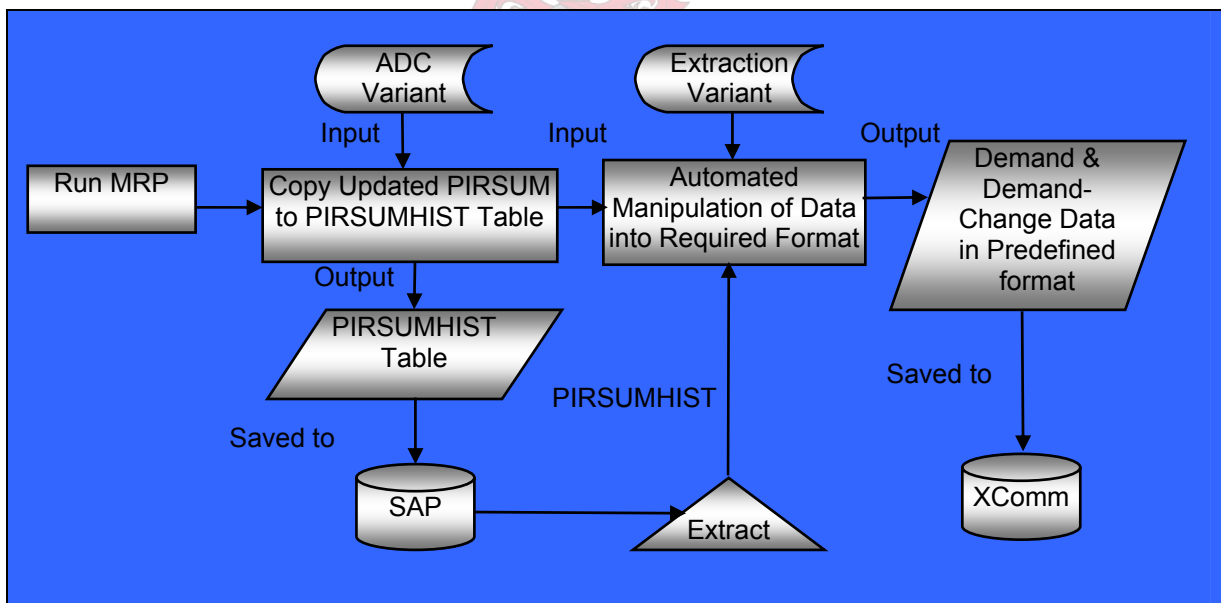 ADC
Variant
Extraction
Variant
Input
Input
Output
Run MRP
Copy Updated PIRSUM
to PIRSUMHIST Table
Automated
Manipulation of Data
into Required Format
Demand &
Demand-
Change Data
in Predefined
format
Output
PIRSUMHIST
Table
PIRSUMHIST
Saved to
Saved to
SAP
Extract
XComm